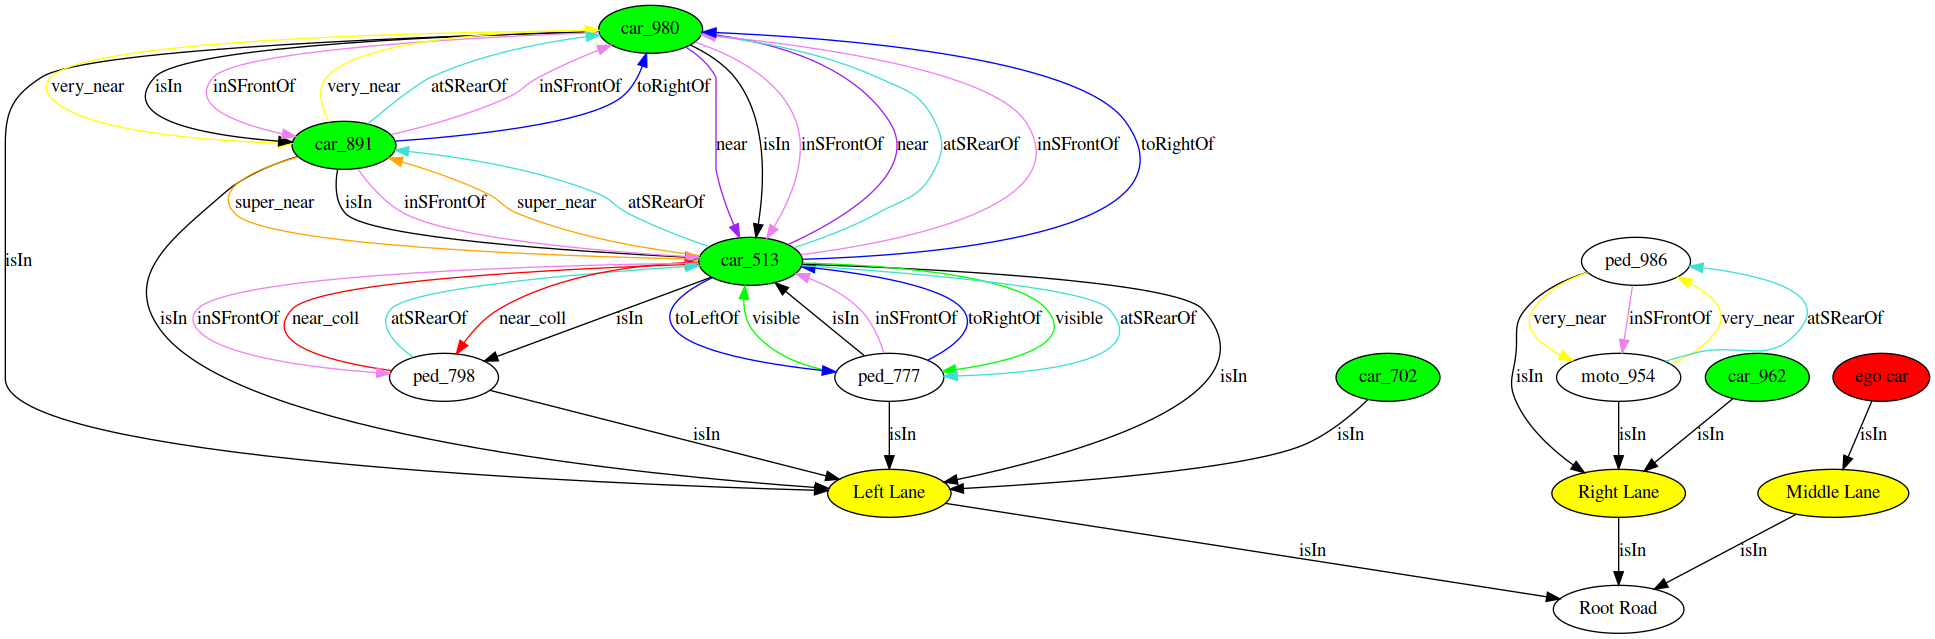 car_980
very_near
isIn
inSFrontOf
very_near
atSRearOf
inSFrontOf
toRightOf
car_891
near
isIn
inSFrontOf
near
atSRearOf
inSFrontOf
toRightOf
super_near
isIn
inSFrontOf
super_near
atSRearOf
isIn
car_513
ped_986
isIn
inSFrontOf
near_coll
atSRearOf
near_coll
isIn
toLeftOf
visible
isIn
inSFrontOf
toRightOf
visible
atSRearOf
very_near
inSFrontOf
very_near
atSRearOf
ped_798
ped_777
isIn
car_702
isIn
moto_954
car_962
ego car
isIn
isIn
isIn
isIn
isIn
isIn
Left Lane
Right Lane
Middle Lane
isIn
isIn
isIn
Root Road